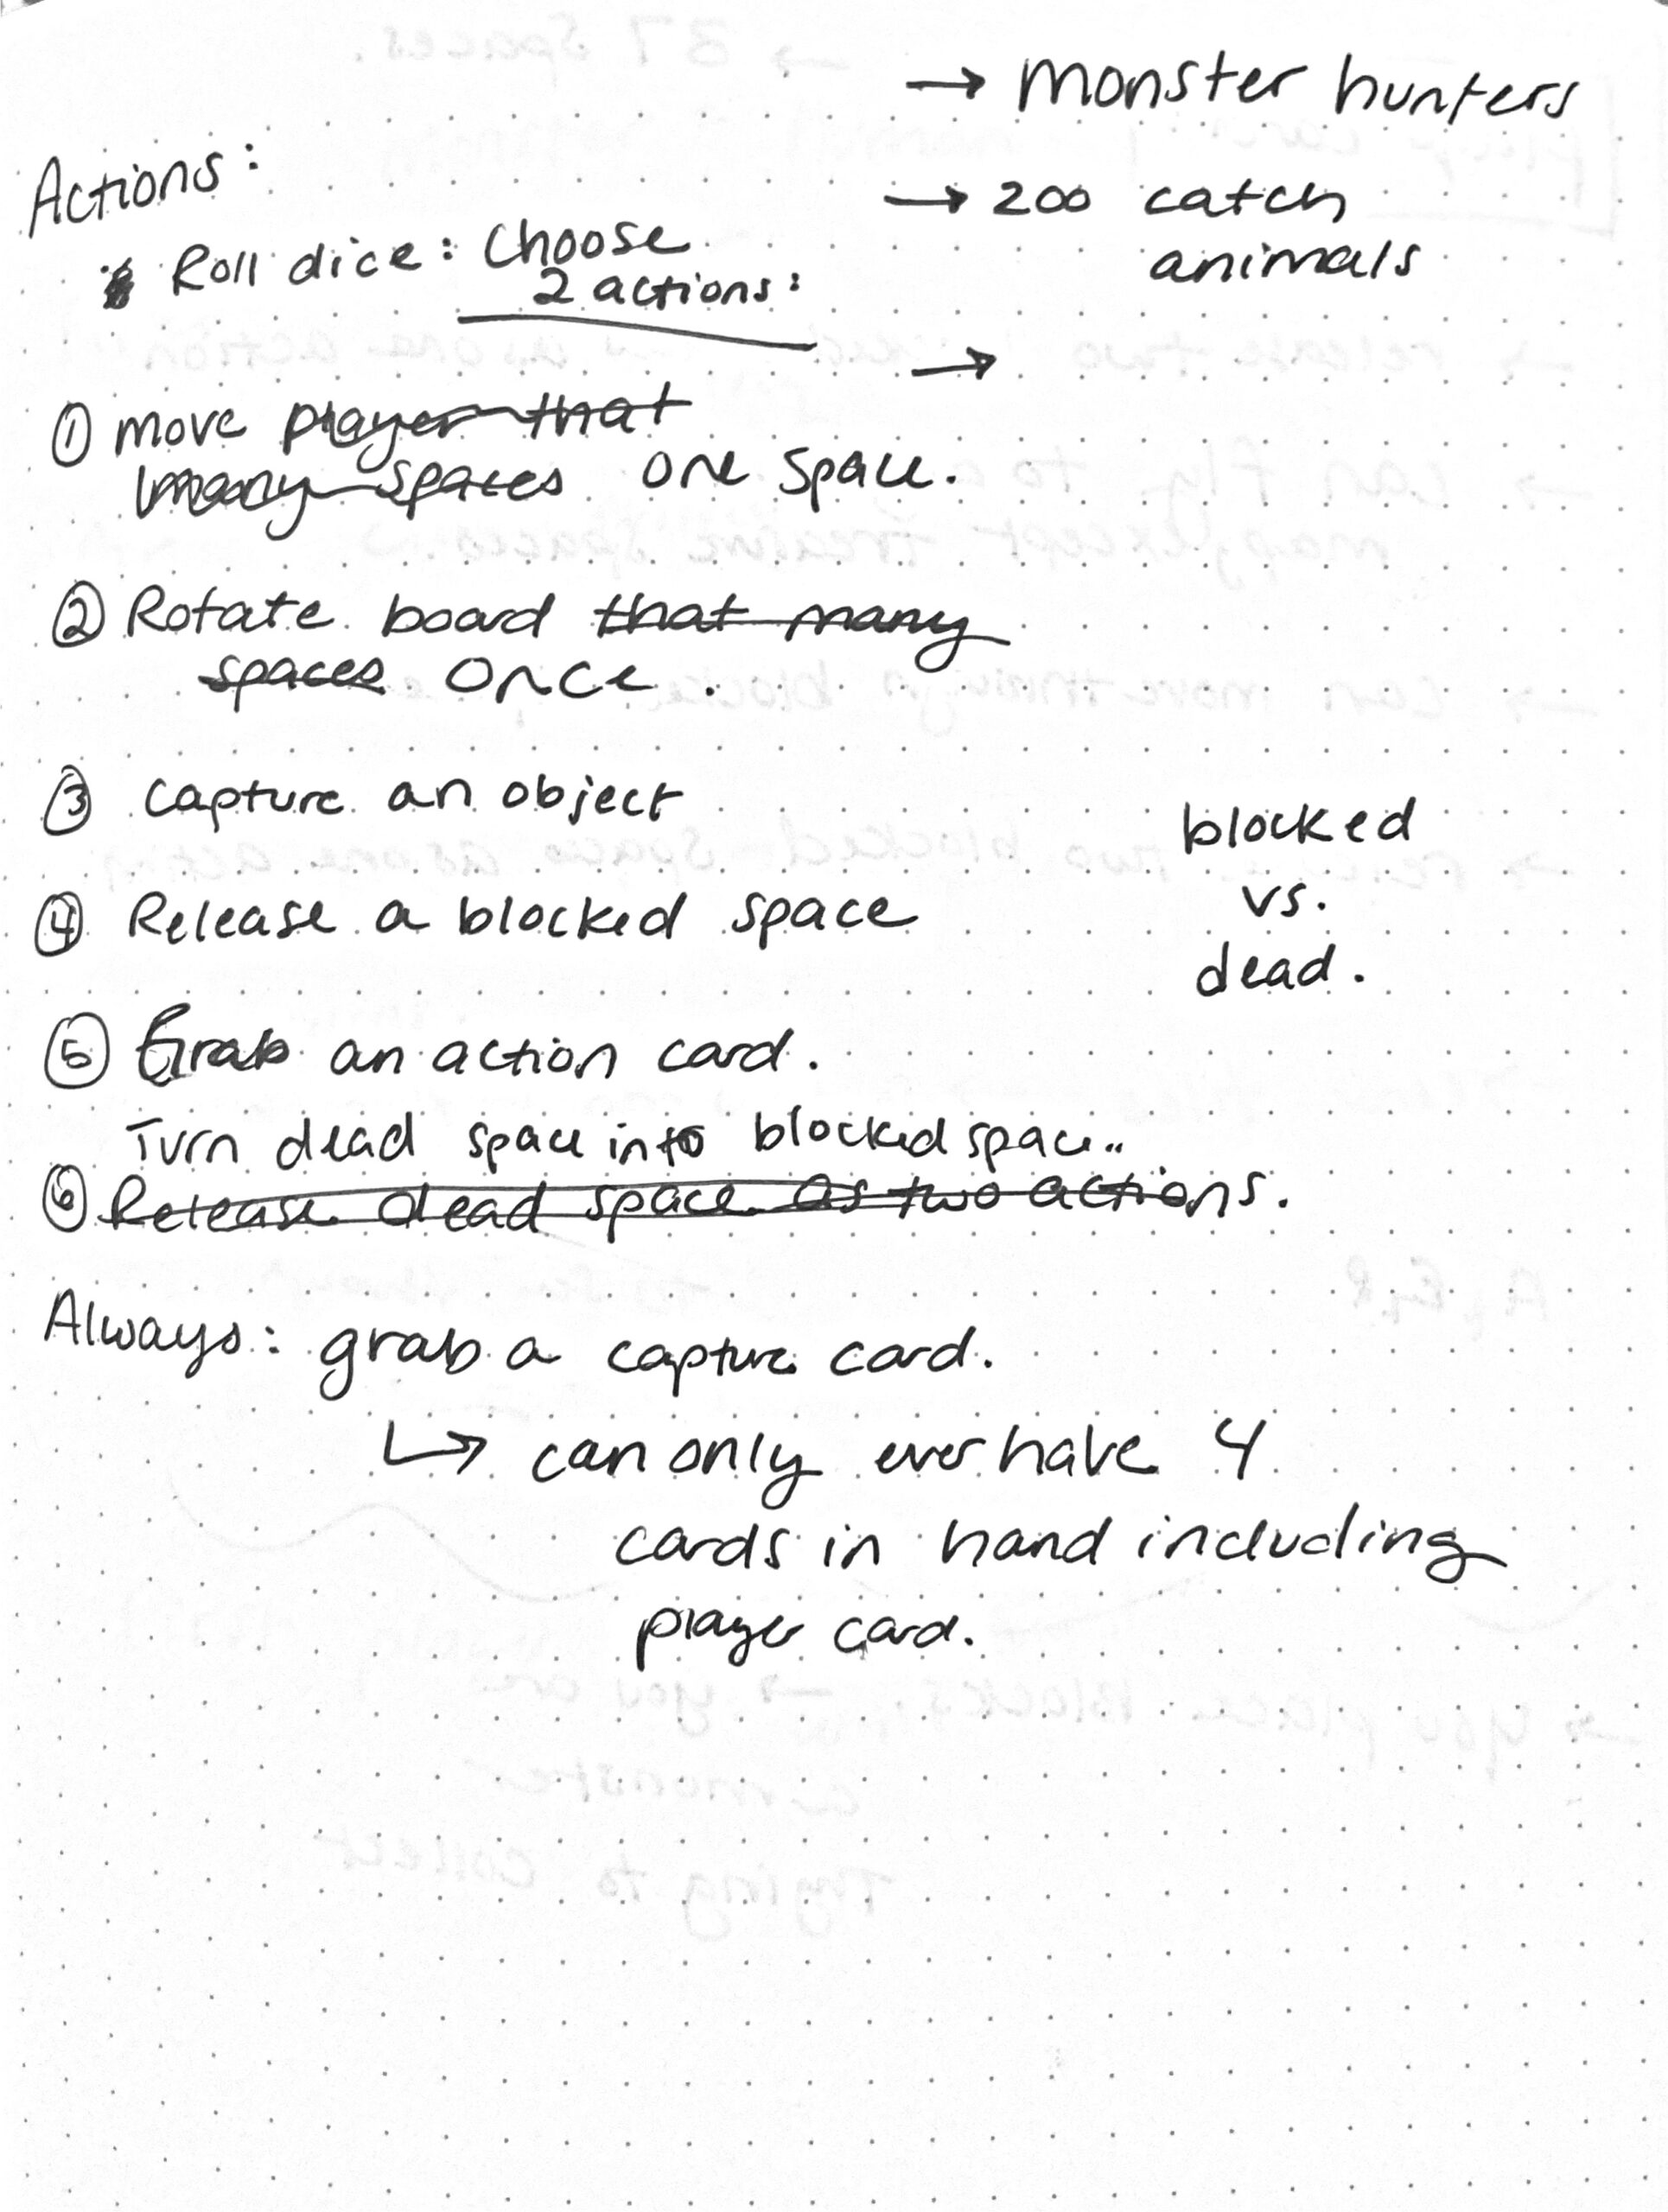 → Monster hunters
→ 200 catch
animals
→
Actions:
Roll dice: Choose
2 actions:
① move player that
many spaces one space.
② Rotate board that many
spaces once.
③ capture an object
④ Release a blocked space
blocked
vs.
dead.
⑤ Grab an action card.
Turn dead space into blocked space..
⑥ Release dead space as two actions.
Always: grab a capture card.
↳ can only ever have 4
cards in hand including
player card.